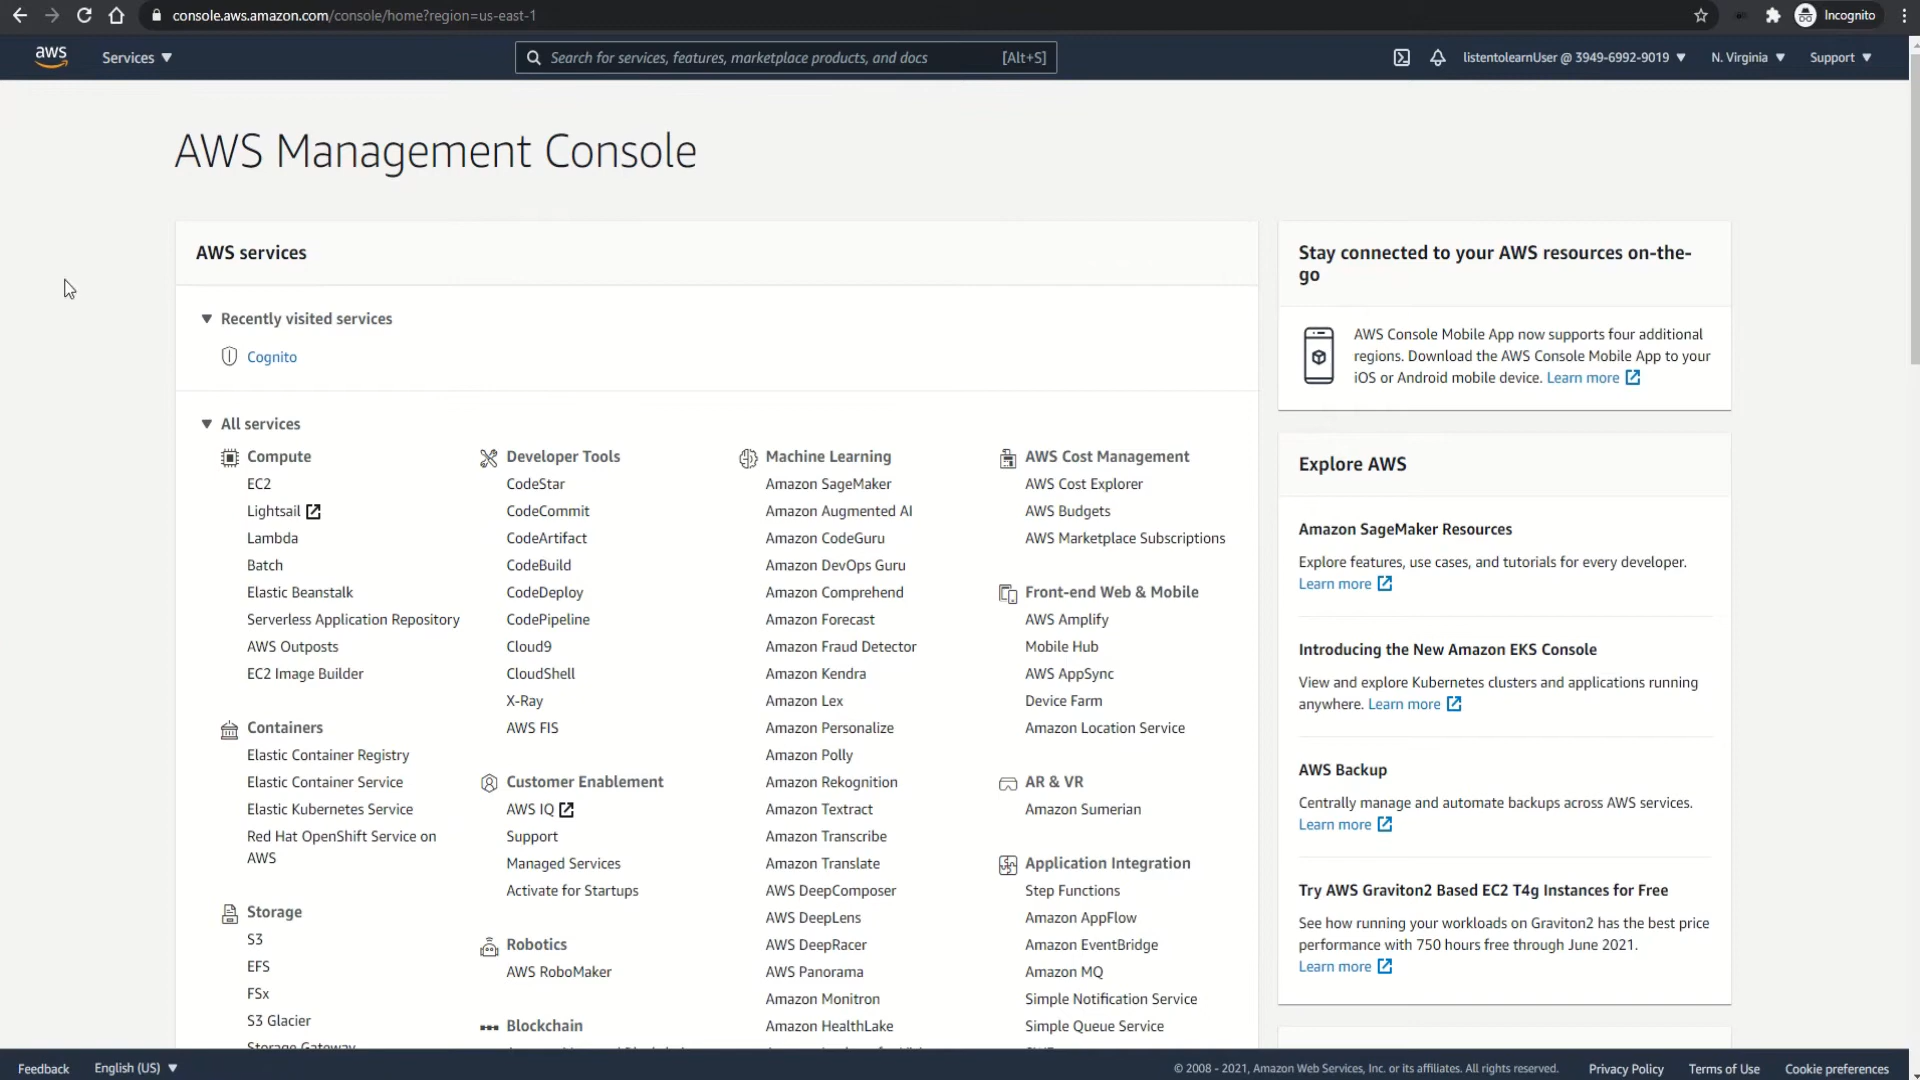 console.aws.amazon.com/console/home?region=us-east-1
Incognito
aws
Services
Search for services, features, marketplace products, and docs
[Alt+S]
listentolearnUser @ 3949-6992-9019
N. Virginia
Support
AWS Management Console
AWS services
Recently visited services
Cognito
All services
Compute
EC2
Lightsail
Lambda
Batch
Elastic Beanstalk
Serverless Application Repository
AWS Outposts
EC2 Image Builder
Containers
Elastic Container Registry
Elastic Container Service
Elastic Kubernetes Service
Red Hat OpenShift Service on
AWS
Storage
S3
EFS
FSx
S3 Glacier
Storage Gateway
Developer Tools
CodeStar
CodeCommit
CodeArtifact
CodeBuild
CodeDeploy
CodePipeline
Cloud9
CloudShell
X-Ray
AWS FIS
Customer Enablement
AWS IQ
Support
Managed Services
Activate for Startups
Robotics
AWS RoboMaker
Blockchain
Machine Learning
Amazon SageMaker
Amazon Augmented AI
Amazon CodeGuru
Amazon DevOps Guru
Amazon Comprehend
Amazon Forecast
Amazon Fraud Detector
Amazon Kendra
Amazon Lex
Amazon Personalize
Amazon Polly
Amazon Rekognition
Amazon Textract
Amazon Transcribe
Amazon Translate
AWS DeepComposer
AWS DeepLens
AWS DeepRacer
AWS Panorama
Amazon Monitron
Amazon HealthLake
AWS Cost Management
AWS Cost Explorer
AWS Budgets
AWS Marketplace Subscriptions
Front-end Web & Mobile
AWS Amplify
Mobile Hub
AWS AppSync
Device Farm
Amazon Location Service
AR & VR
Amazon Sumerian
Application Integration
Step Functions
Amazon AppFlow
Amazon EventBridge
Amazon MQ
Simple Notification Service
Simple Queue Service
Stay connected to your AWS resources on-the-
go
AWS Console Mobile App now supports four additional
regions. Download the AWS Console Mobile App to your
iOS or Android mobile device. Learn more
Explore AWS
Amazon SageMaker Resources
Explore features, use cases, and tutorials for every developer.
Learn more
Introducing the New Amazon EKS Console
View and explore Kubernetes clusters and applications running
anywhere. Learn more
AWS Backup
Centrally manage and automate backups across AWS services.
Learn more
Try AWS Graviton2 Based EC2 T4g Instances for Free
See how running your workloads on Graviton2 has the best price
performance with 750 hours free through June 2021.
Learn more
Feedback
English (US)
© 2008 - 2021, Amazon Web Services, Inc. or its affiliates. All rights reserved.
Privacy Policy
Terms of Use
Cookie preferences